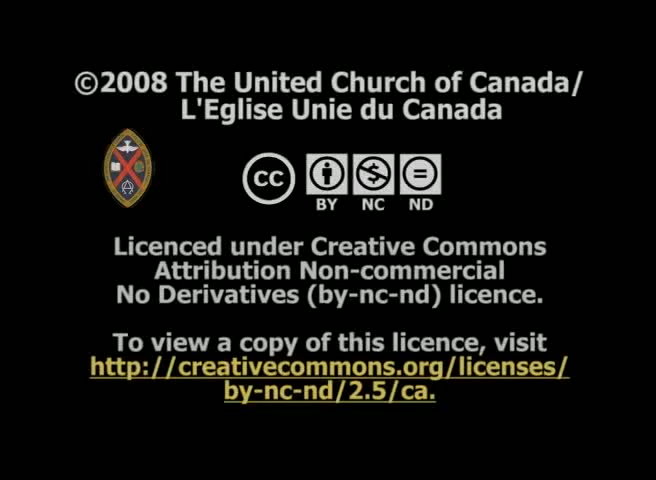 ©2008 The United Church of Canada/
L'Eglise Unie du Canada
cc
BY NC ND
Licenced under Creative Commons
Attribution Non-commercial
No Derivatives (by-nc-nd) licence.
To view a copy of this licence, visit
http://creativecommons.org/licenses/
by-nc-nd/2.5/ca.